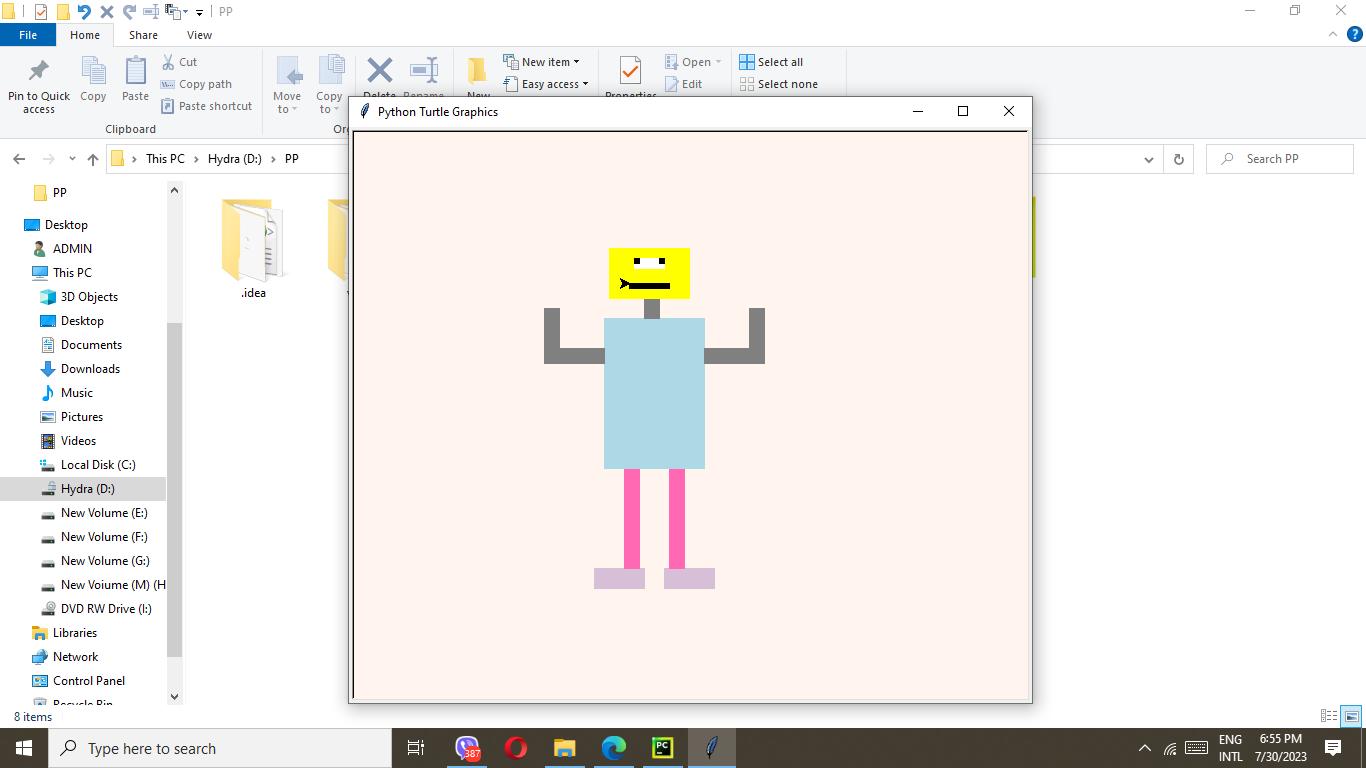 PP
File Home Share View
Pin to Quick access
Copy
Paste
Cut
Copy path
Paste shortcut
Clipboard
Move to
Copy to
Delete
Rename
New
New item
Easy access
Properties
Open
Edit
Select all
Select none
Python Turtle Graphics
This PC Hydra (D:) PP
Search PP
PP
Desktop
ADMIN
This PC
3D Objects
Desktop
Documents
Downloads
Music
Pictures
Videos
Local Disk (C:)
Hydra (D:)
New Volume (E:)
New Volume (F:)
New Volume (G:)
New Volume (M) (H
DVD RW Drive (I:)
Libraries
Network
Control Panel
Recycle Bin
.idea
8 items
Type here to search
387
PC
ENG
INTL
6:55 PM
7/30/2023